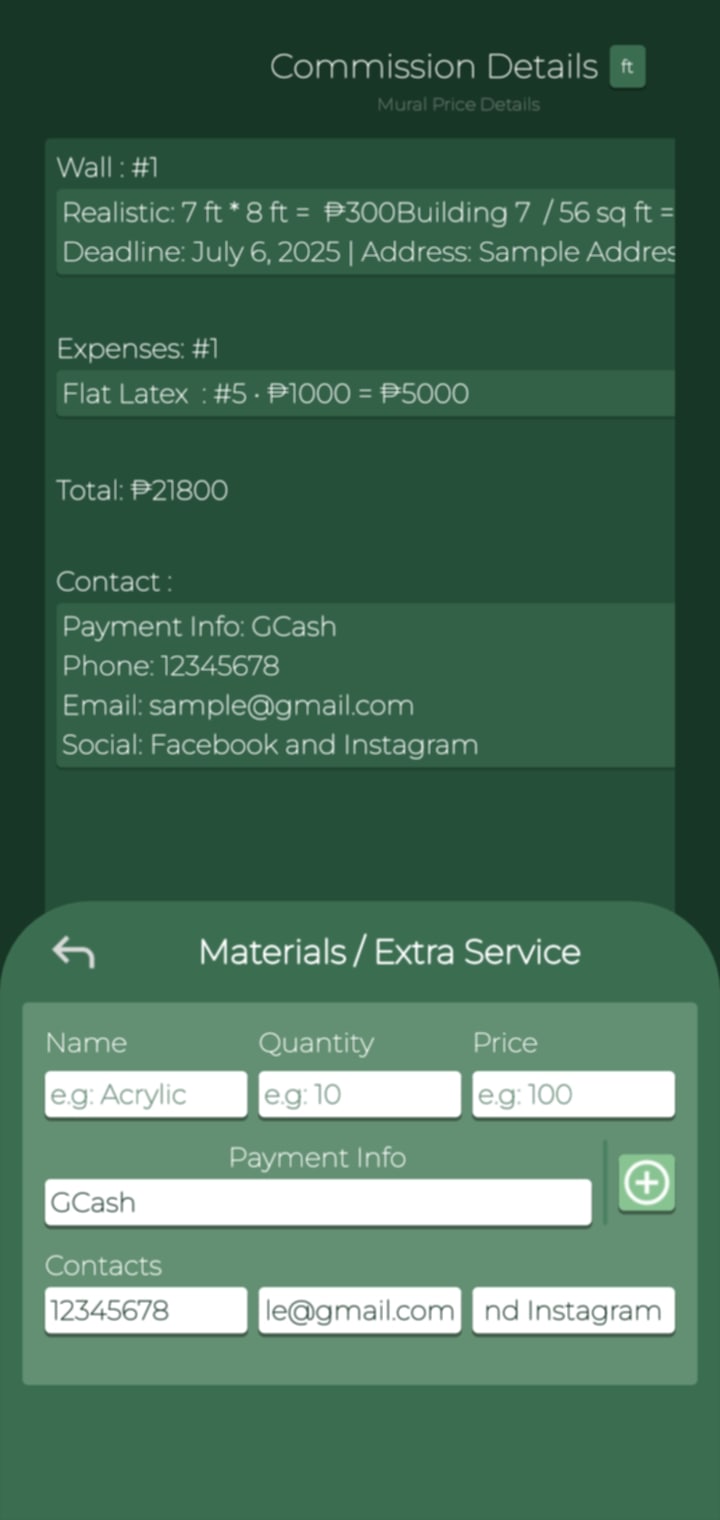 Commission Details
ft
Mural Price Details
Wall : #1
Realistic: 7 ft * 8 ft = ₱300Building 7 / 56 sq ft =
Deadline: July 6, 2025 | Address: Sample Addres
Expenses: #1
Flat Latex : #5 · ₱1000 = ₱5000
Total: ₱21800
Contact :
Payment Info: GCash
Phone: 12345678
Email: sample@gmail.com
Social: Facebook and Instagram
Materials / Extra Service
Name Quantity Price
e.g: Acrylic e.g: 10 e.g: 100
Payment Info
GCash
Contacts
12345678 le@gmail.com nd Instagram